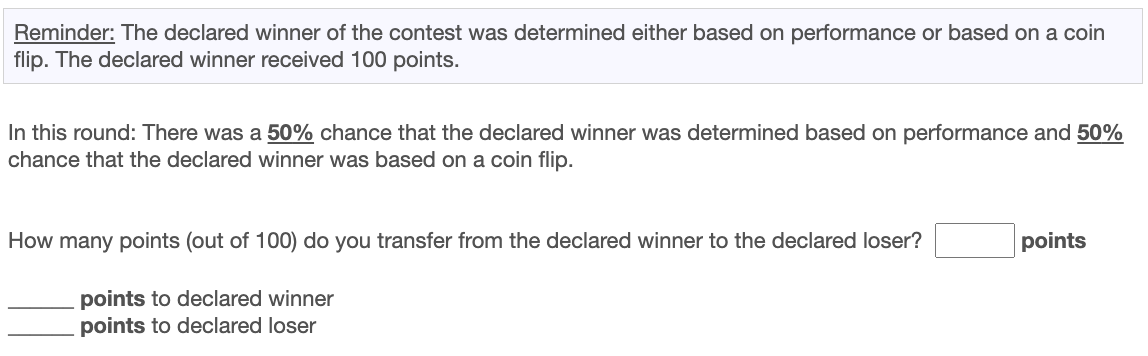 Reminder: The declared winner of the contest was determined either based on performance or based on a coin
flip. The declared winner received 100 points.
In this round: There was a 50% chance that the declared winner was determined based on performance and 50%
chance that the declared winner was based on a coin flip.
How many points (out of 100) do you transfer from the declared winner to the declared loser? points
______ points to declared winner
______ points to declared loser